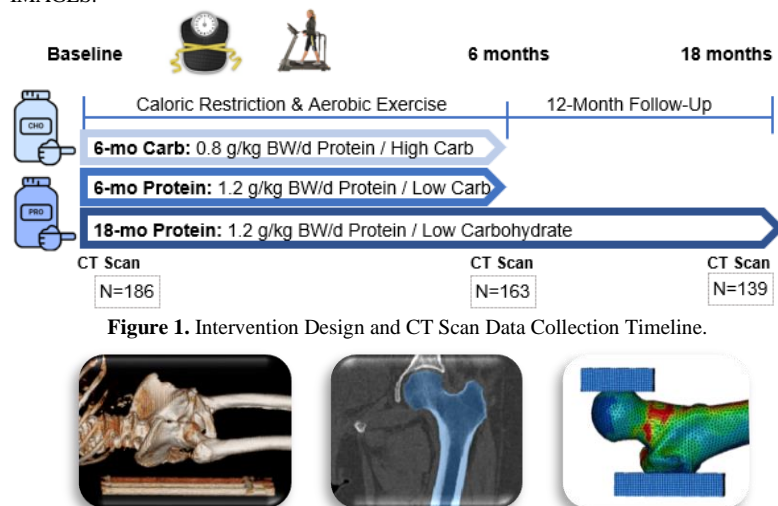 IMAGES:
Baseline
6 months
18 months
Caloric Restriction & Aerobic Exercise
12-Month Follow-Up
CHO
6-mo Carb: 0.8 g/kg BW/d Protein / High Carb
6-mo Protein: 1.2 g/kg BW/d Protein / Low Carb
PRO
18-mo Protein: 1.2 g/kg BW/d Protein / Low Carbohydrate
CT Scan
CT Scan
CT Scan
N=186
N=163
N=139
Figure 1. Intervention Design and CT Scan Data Collection Timeline.